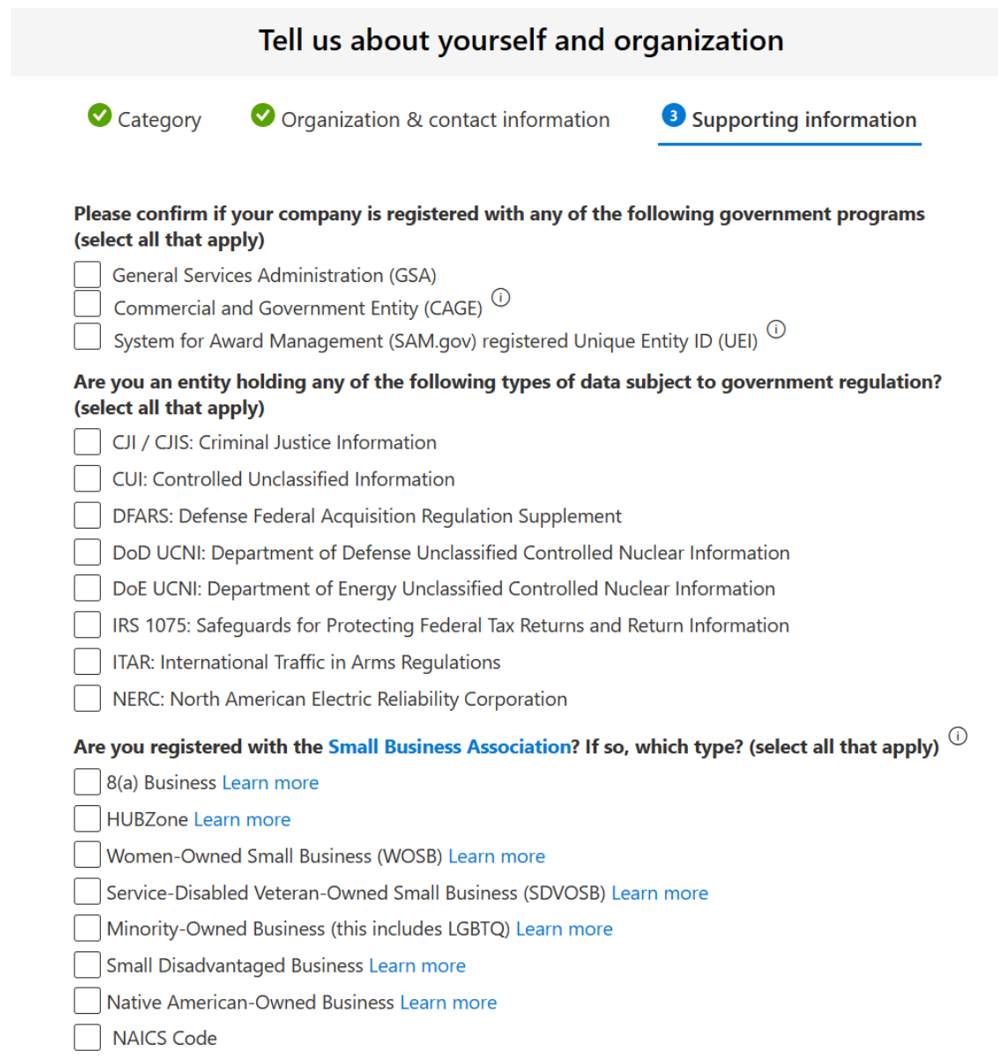 Tell us about yourself and organization
Category
Organization & contact information
3 Supporting information
Please confirm if your company is registered with any of the following government programs
(select all that apply)
General Services Administration (GSA)
Commercial and Government Entity (CAGE)
System for Award Management (SAM.gov) registered Unique Entity ID (UEI)
Are you an entity holding any of the following types of data subject to government regulation?
(select all that apply)
CJI / CJIS: Criminal Justice Information
CUI: Controlled Unclassified Information
DFARS: Defense Federal Acquisition Regulation Supplement
DoD UCNI: Department of Defense Unclassified Controlled Nuclear Information
DoE UCNI: Department of Energy Unclassified Controlled Nuclear Information
IRS 1075: Safeguards for Protecting Federal Tax Returns and Return Information
ITAR: International Traffic in Arms Regulations
NERC: North American Electric Reliability Corporation
Are you registered with the Small Business Association? If so, which type? (select all that apply)
8(a) Business Learn more
HUBZone Learn more
Women-Owned Small Business (WOSB) Learn more
Service-Disabled Veteran-Owned Small Business (SDVOSB) Learn more
Minority-Owned Business (this includes LGBTQ) Learn more
Small Disadvantaged Business Learn more
Native American-Owned Business Learn more
NAICS Code